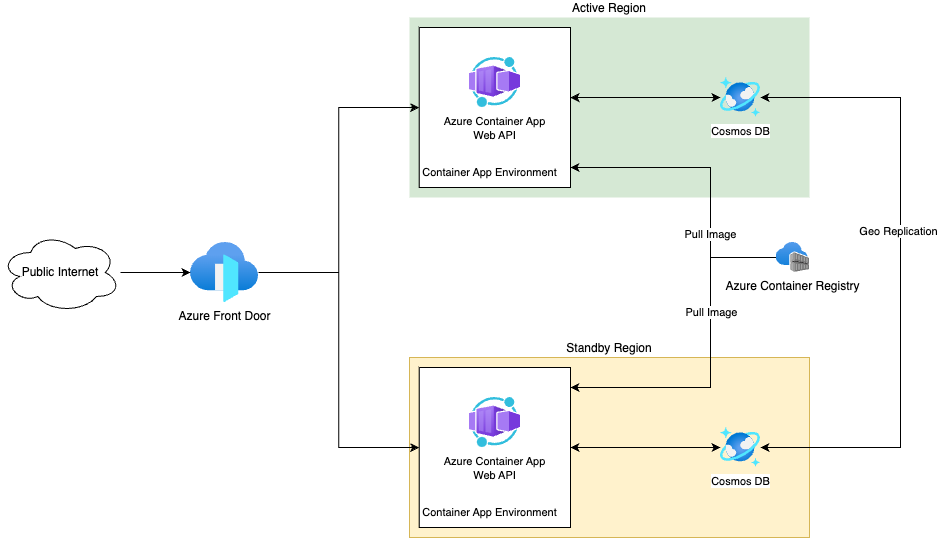 Active Region
Azure Container App
Web API
Container App Environment
Cosmos DB
Pull Image
Geo Replication
Public Internet
Azure Front Door
Azure Container Registry
Pull Image
Standby Region
Azure Container App
Web API
Container App Environment
Cosmos DB